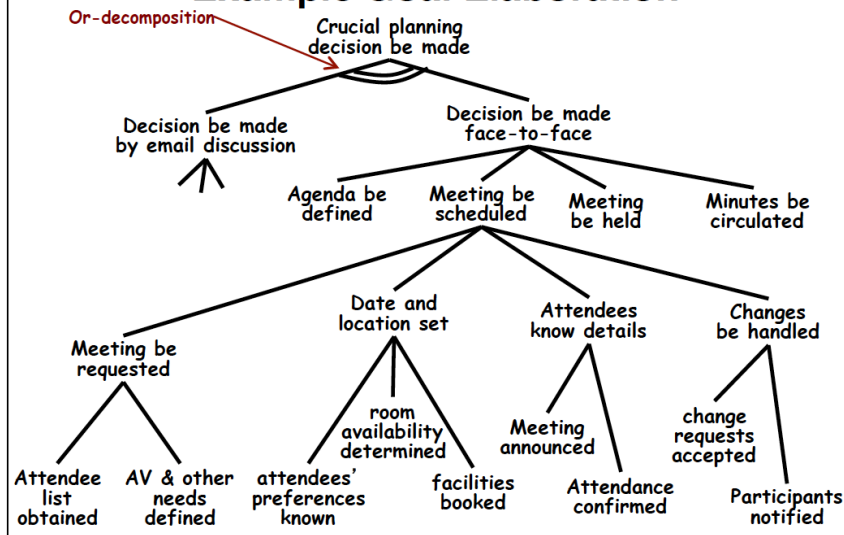 Or-decomposition
Crucial planning
decision be made
Decision be made
by email discussion
Decision be made
face-to-face
Agenda be
defined
Meeting be
scheduled
Meeting
be held
Minutes be
circulated
Meeting be
requested
Date and
location set
Attendees
know details
Changes
be handled
Attendee
list
obtained
AV & other
needs
defined
attendees'
preferences
known
room
availability
determined
facilities
booked
Meeting
announced
Attendance
confirmed
change
requests
accepted
Participants
notified